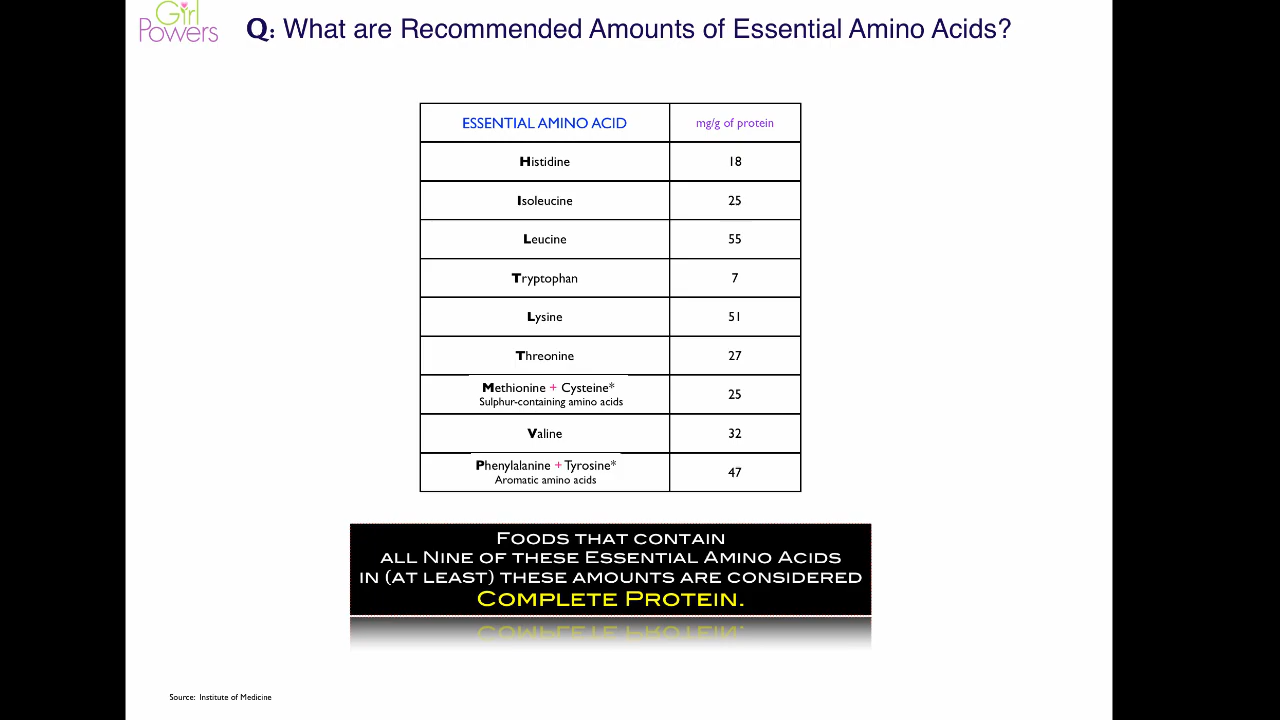 Girl
Powers
Q: What are Recommended Amounts of Essential Amino Acids?
ESSENTIAL AMINO ACID mg/g of protein
Histidine 18
Isoleucine 25
Leucine 55
Tryptophan 7
Lysine 51
Threonine 27
Methionine + Cysteine* 25
Sulphur-containing amino acids
Valine 32
Phenylalanine + Tyrosine* 47
Aromatic amino acids
FOODS THAT CONTAIN
ALL NINE OF THESE ESSENTIAL AMINO ACIDS
IN (AT LEAST) THESE AMOUNTS ARE CONSIDERED
COMPLETE PROTEIN.
Source: Institute of Medicine